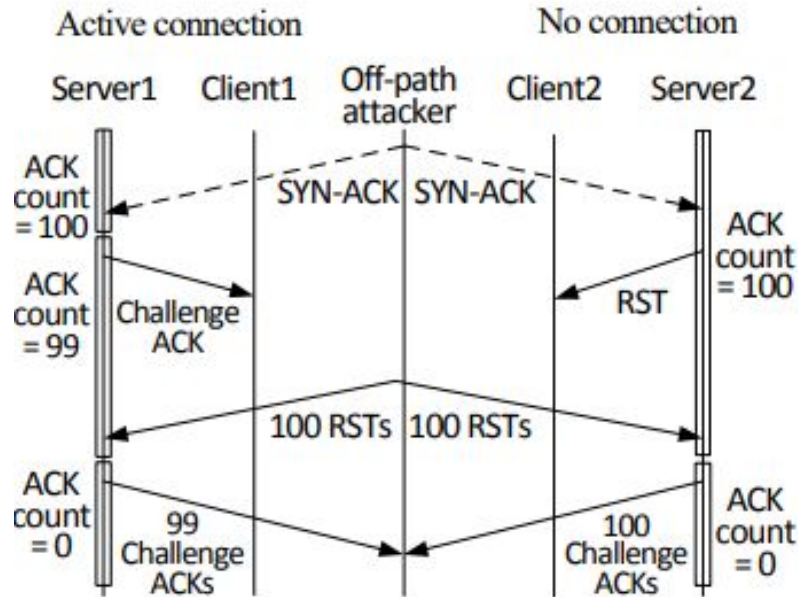 Active connection
No connection
Server1
Client1
Off-path
attacker
Client2
Server2
ACK
count
= 100
SYN-ACK
SYN-ACK
ACK
count
= 100
ACK
count
= 99
Challenge
ACK
RST
100 RSTs
100 RSTs
ACK
count
= 0
99
Challenge
ACKs
100
Challenge
ACKs
ACK
count
= 0